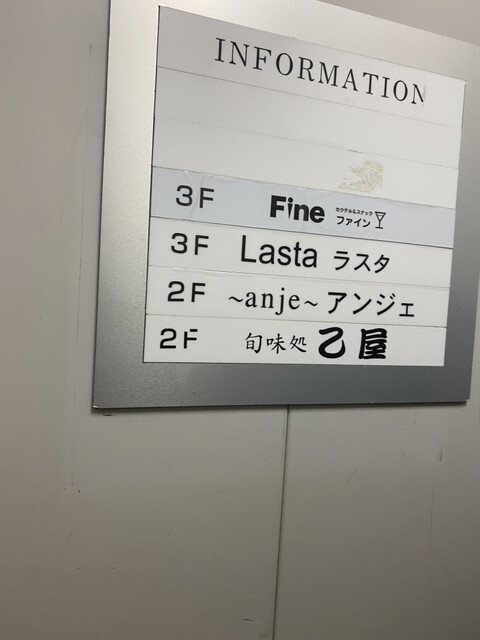 INFORMATION
3F Fine カクテル&スナック ファイン
3F Lasta ラスタ
2F ~anje~ アンジェ
2F 旬味処 乙屋